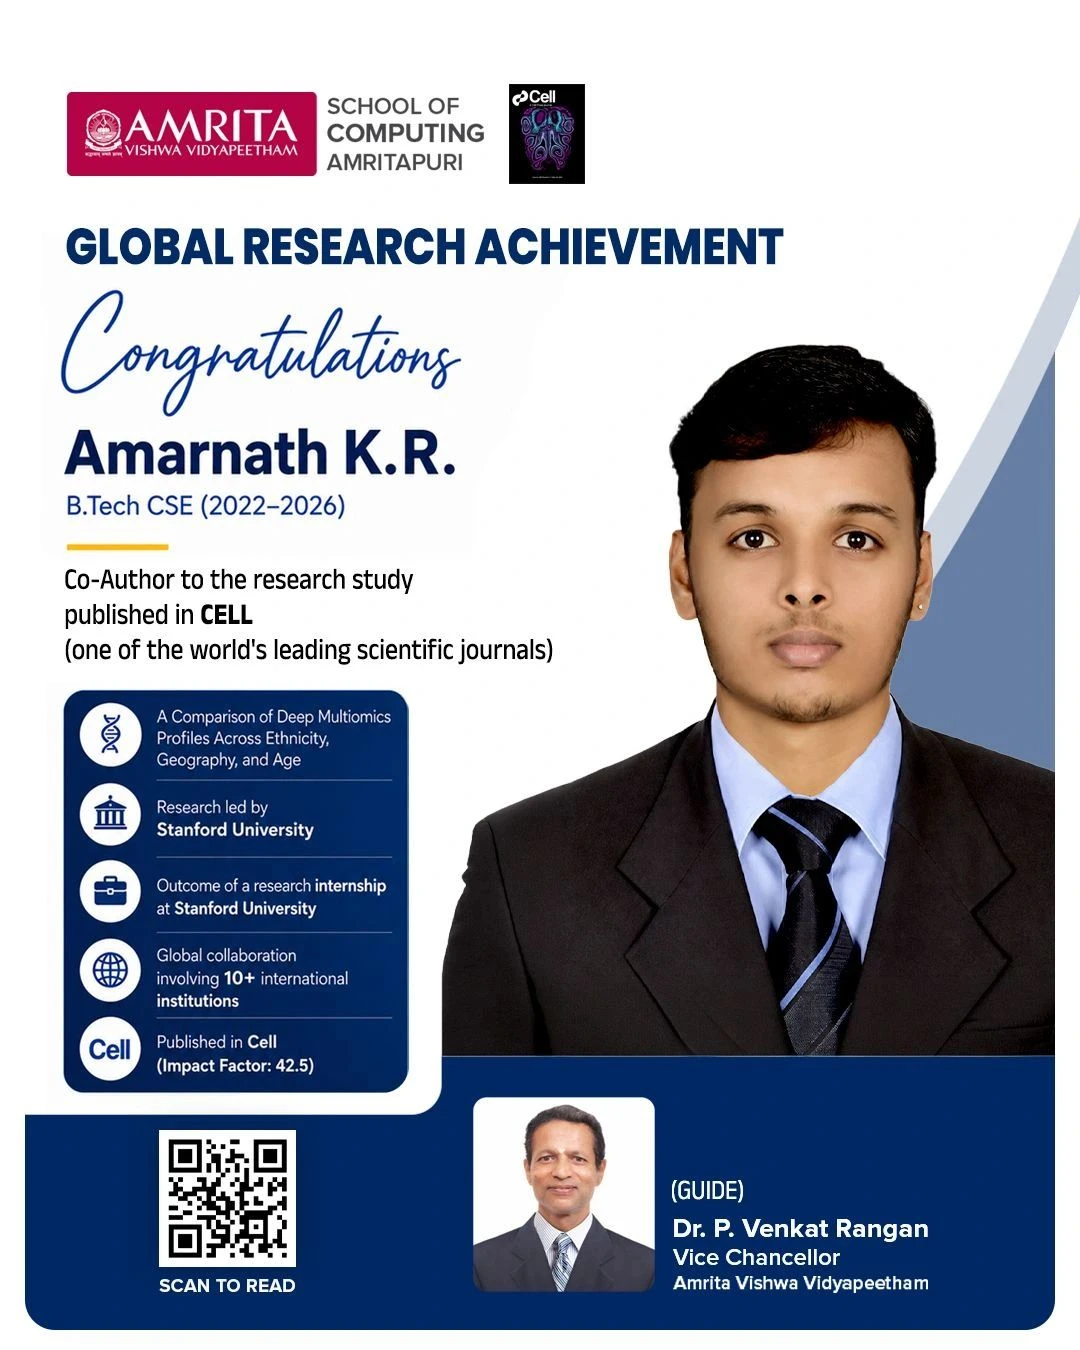 AMRITA
VISHWA VIDYAPEETHAM
SCHOOL OF
COMPUTING
AMRITAPURI
Cell
GLOBAL RESEARCH ACHIEVEMENT
Congratulations
Amarnath K.R.
B.Tech CSE (2022–2026)
Co-Author to the research study
published in CELL
(one of the world's leading scientific journals)
A Comparison of Deep Multiomics
Profiles Across Ethnicity,
Geography, and Age
Research led by
Stanford University
Outcome of a research internship
at Stanford University
Global collaboration
involving 10+ international
institutions
Cell
Published in Cell
(Impact Factor: 42.5)
SCAN TO READ
(GUIDE)
Dr. P. Venkat Rangan
Vice Chancellor
Amrita Vishwa Vidyapeetham